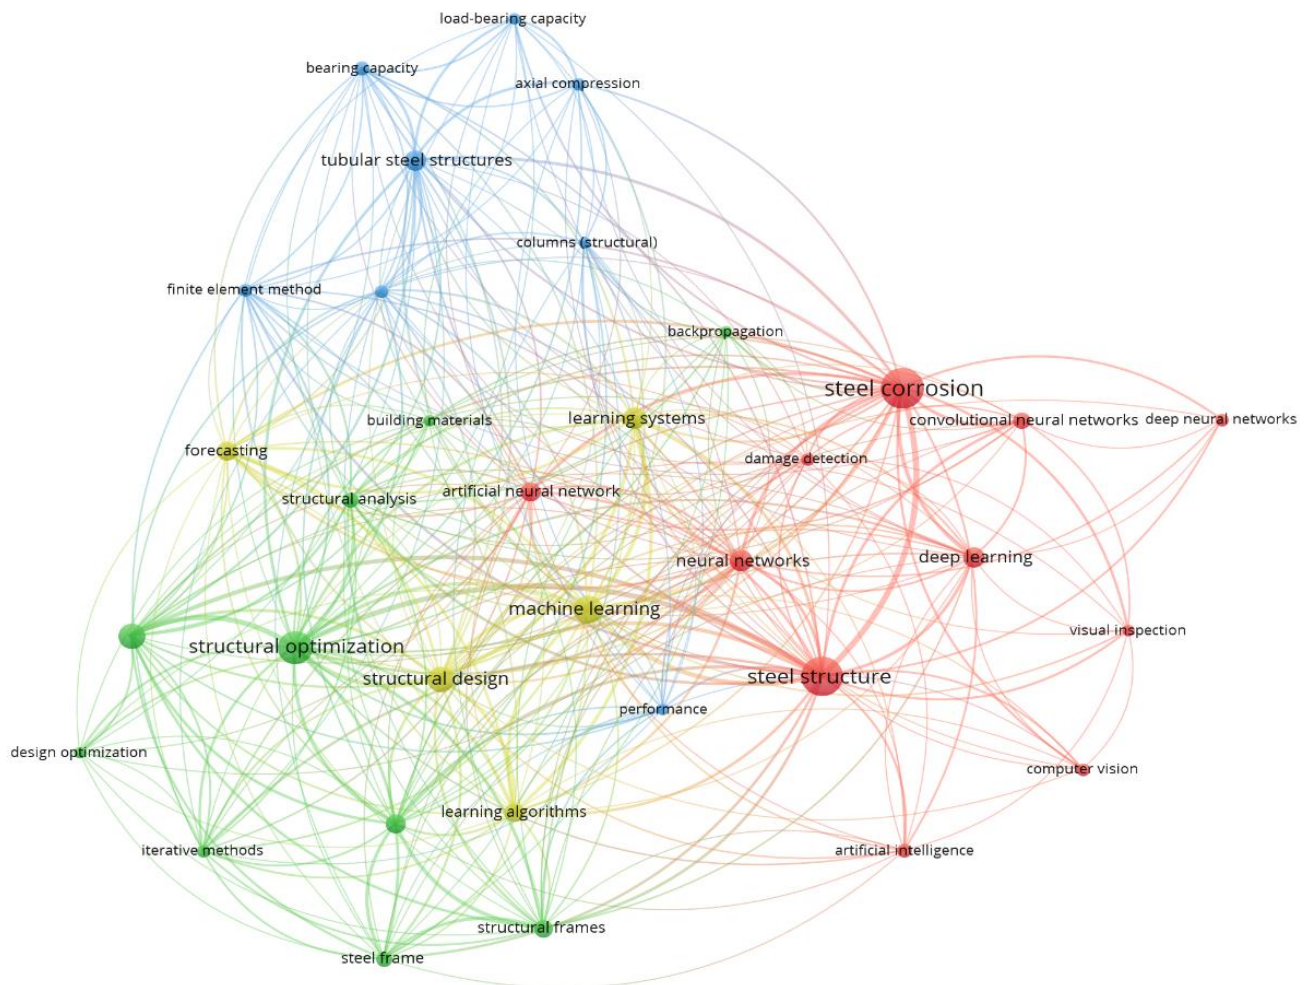 load-bearing capacity
bearing capacity
axial compression
tubular steel structures
columns (structural)
finite element method
backpropagation
steel corrosion
building materials
learning systems
convolutional neural networks
deep neural networks
forecasting
damage detection
structural analysis
artificial neural network
neural networks
deep learning
machine learning
visual inspection
structural optimization
structural design
steel structure
performance
design optimization
computer vision
learning algorithms
iterative methods
artificial intelligence
structural frames
steel frame